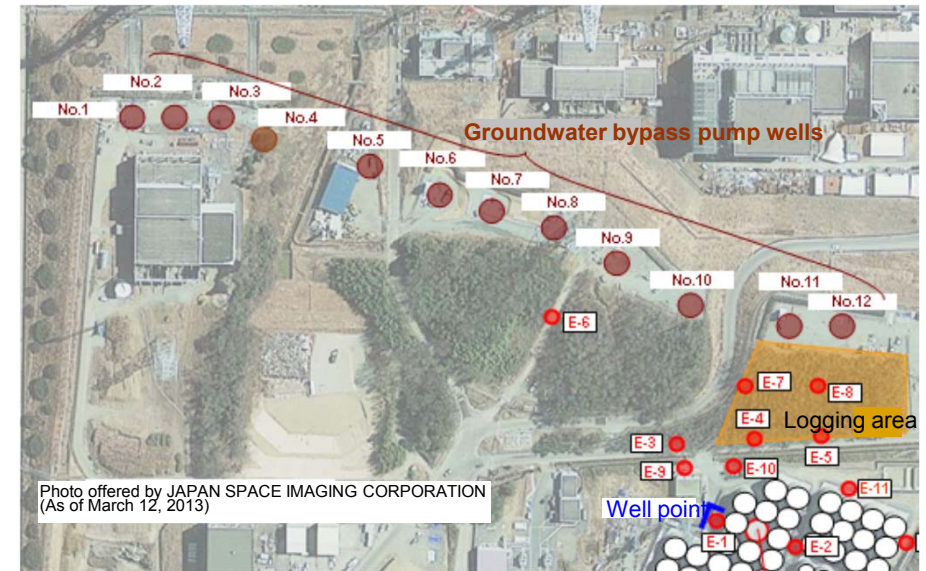 No.2
No.1
No.3
No.4
No.5
Groundwater bypass pump wells
No.6
No.7
No.8
No.9
No.10
No.11
No.12
E-6
E-7
E-8
E-4
Logging area
E-3
E-5
E-9
E-10
E-11
Photo offered by JAPAN SPACE IMAGING CORPORATION
(As of March 12, 2013)
Well point
E-1
E-2